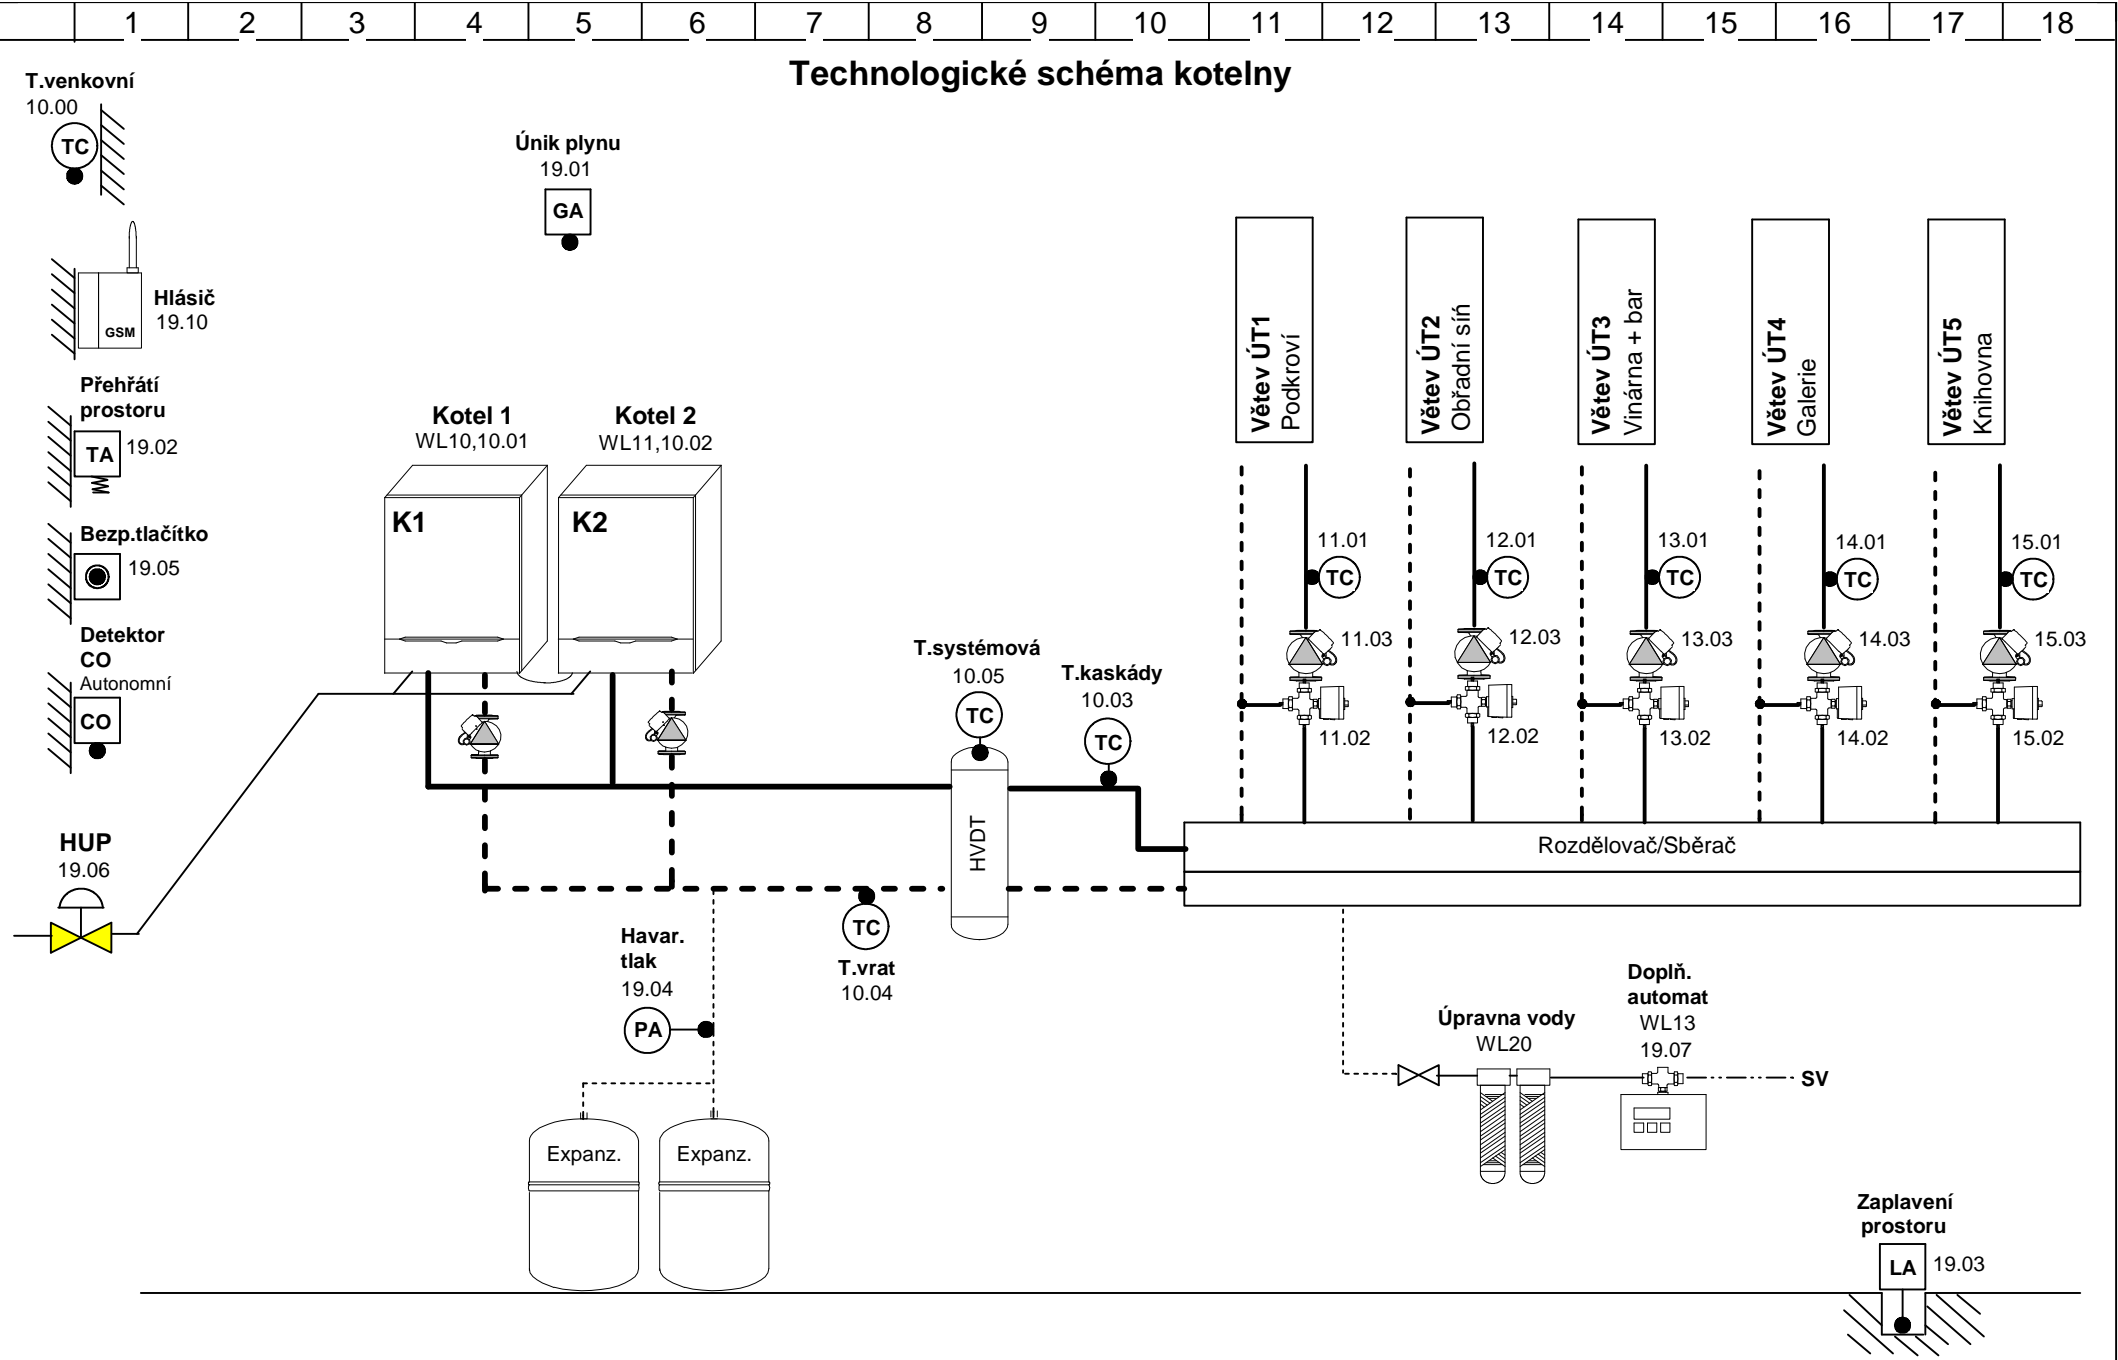 1 2 3 4 5 6 7 8 9 10 11 12 13 14 15 16 17 18
Technologické schéma kotelny
T.venkovní
10.00
TC
Únik plynu
19.01
GA
Hlásič
19.10
GSM
Přehřátí
prostoru
19.02
TA
Bezp.tlačítko
19.05
Detektor
CO
Autonomní
CO
HUP
19.06
Kotel 1
WL10,10.01
K1
Kotel 2
WL11,10.02
K2
T.systémová
10.05
TC
T.kaskády
10.03
TC
HVDT
T.vrat
10.04
TC
Havar.
tlak
19.04
PA
Expanz.
Expanz.
Větev ÚT1
Podkroví
11.01
TC
11.03
11.02
Větev ÚT2
Obřadní síň
12.01
TC
12.03
12.02
Větev ÚT3
Vinárna + bar
13.01
TC
13.03
13.02
Větev ÚT4
Galerie
14.01
TC
14.03
14.02
Větev ÚT5
Knihovna
15.01
TC
15.03
15.02
Rozdělovač/Sběrač
Úpravna vody
WL20
Doplň.
automat
WL13
19.07
SV
Zaplavení
prostoru
LA
19.03